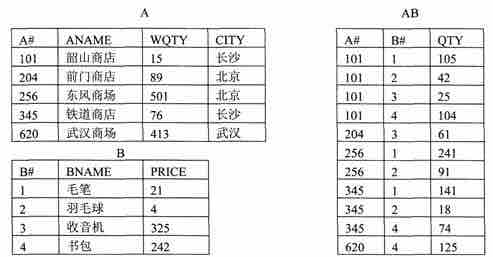 A
A# ANAME WQTY CITY
101 韶山商店 15 长沙
204 前门商店 89 北京
256 东风商场 501 北京
345 铁道商店 76 长沙
620 武汉商场 413 武汉
B
B# BNAME PRICE
1 毛笔 21
2 羽毛球 4
3 收音机 325
4 书包 242
AB
A# B# QTY
101 1 105
101 2 42
101 3 25
101 4 104
204 3 61
256 1 241
256 2 91
345 1 141
345 2 18
345 4 74
620 4 125